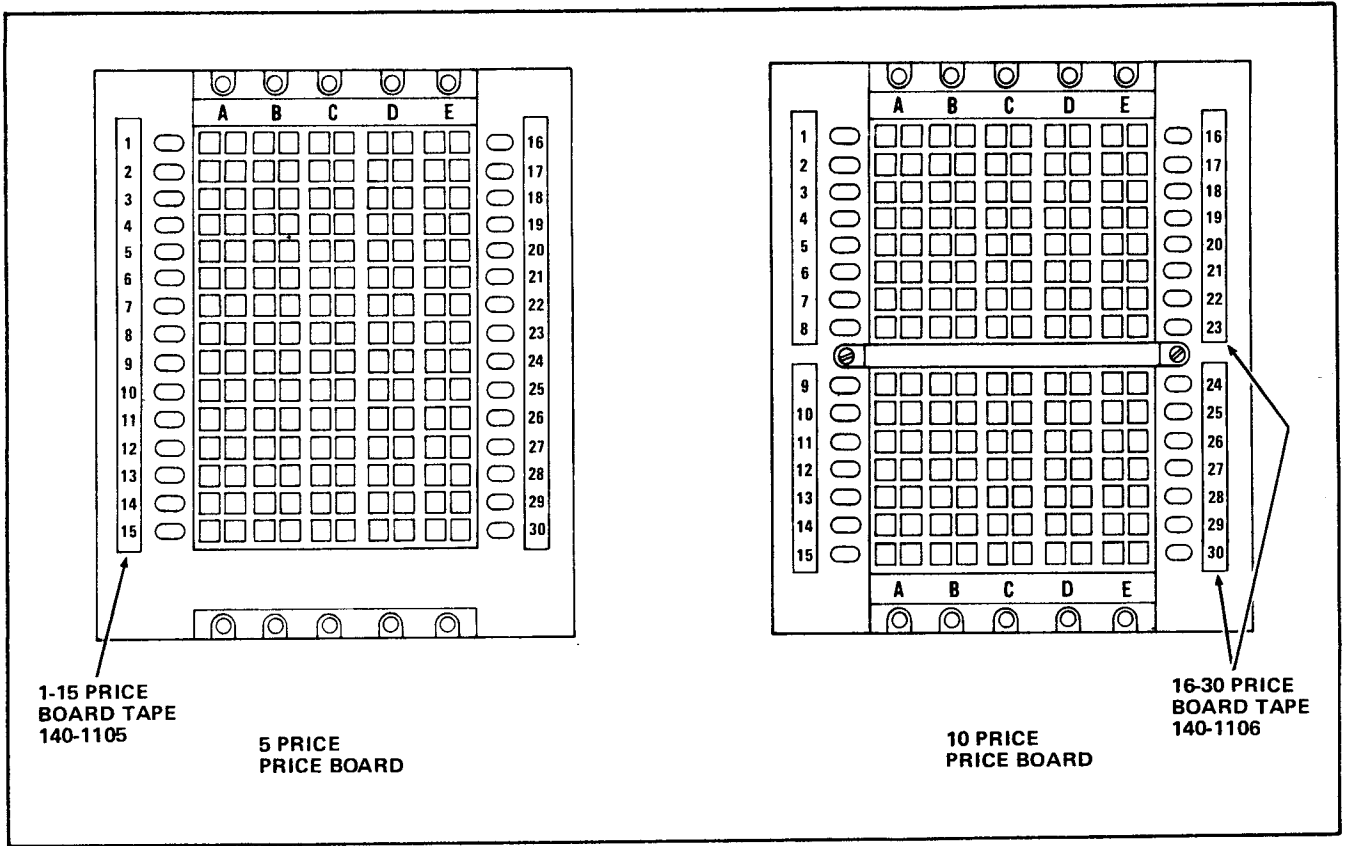 A B C D E
1 16
2 17
3 18
4 19
5 20
6 21
7 22
8 23
9 24
10 25
11 26
12 27
13 28
14 29
15 30
1-15 PRICE
BOARD TAPE
140-1105
5 PRICE
PRICE BOARD
A B C D E
1 16
2 17
3 18
4 19
5 20
6 21
7 22
8 23
9 24
10 25
11 26
12 27
13 28
14 29
15 30
A B C D E
16-30 PRICE
BOARD TAPE
140-1106
10 PRICE
PRICE BOARD